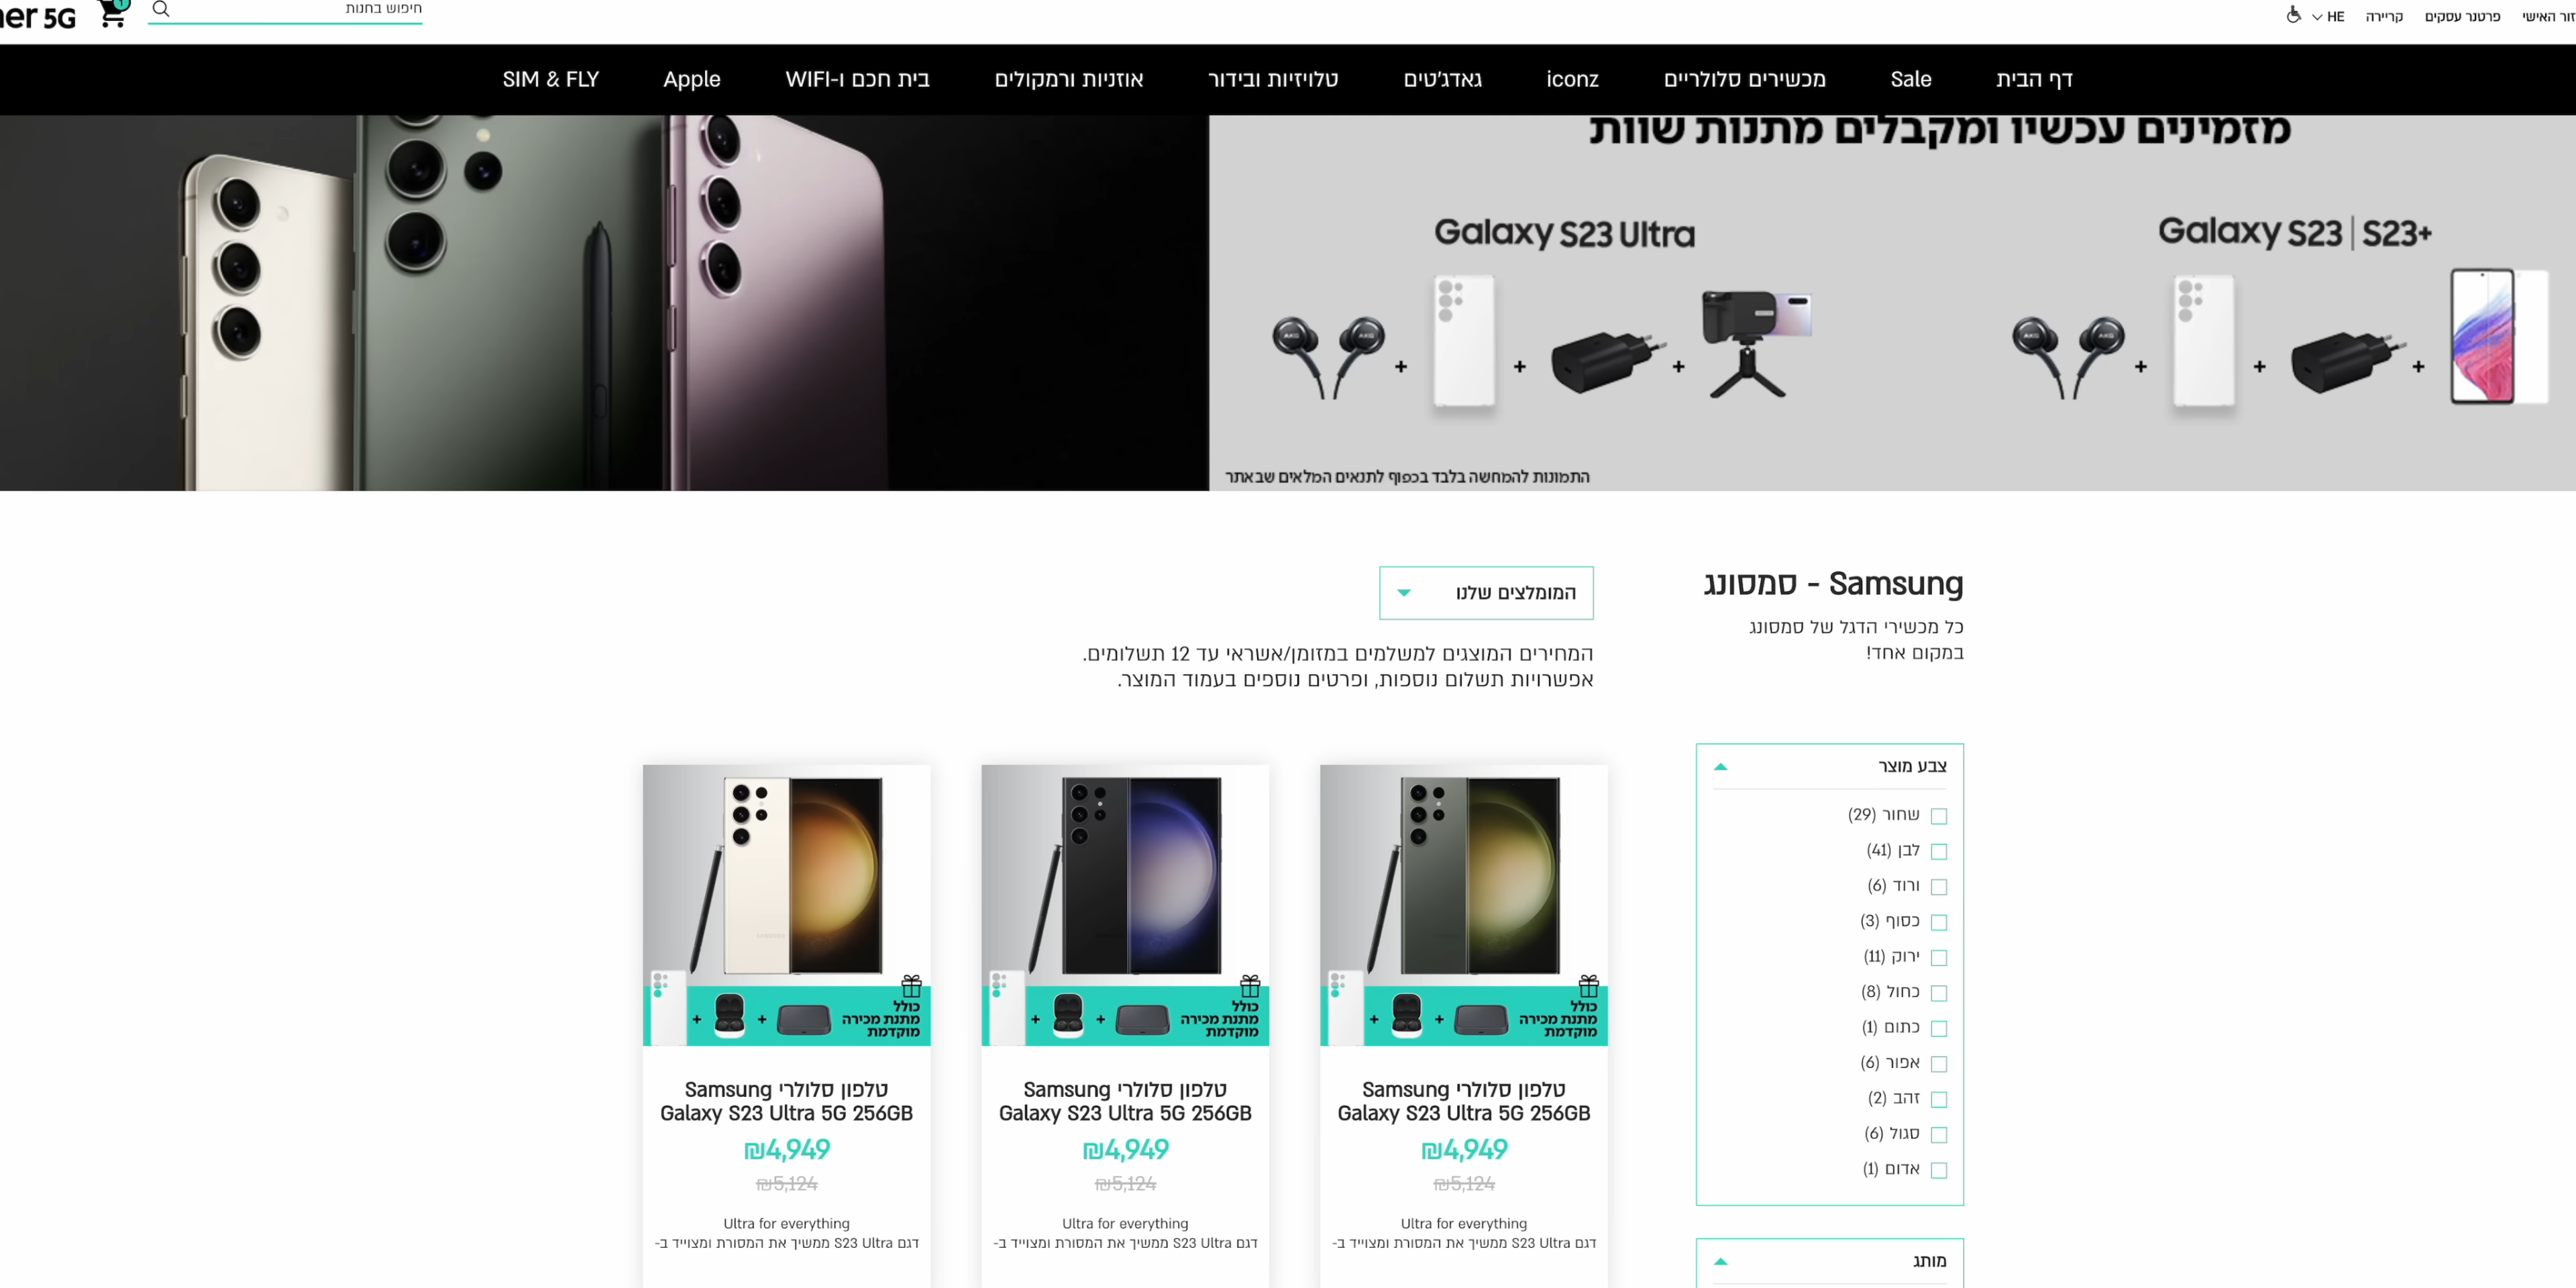 פרטנר עסקים
קריירה
HE
חיפוש בחנות
1
5G
דף הבית
Sale
מכשירים סלולריים
iconz
גאדג'טים
טלויזיות ובידור
אוזניות ורמקולים
בית חכם ו-WIFI
Apple
SIM & FLY
מזמינים עכשיו ומקבלים מתנות שוות
Galaxy S23 | S23+
Galaxy S23 Ultra
AKG AKG + + +
AKG AKG + + +
התמונות להמחשה בלבד בכפוף לתנאים המלאים שבאתר
Samsung - סמסונג
כל מכשירי הדגל של סמסונג
במקום אחד!
המומלצים שלנו
המחירים המוצגים למשלמים במזומן/אשראי עד 12 תשלומים.
אפשרויות תשלום נוספות, ופרטים נוספים בעמוד המוצר.
צבע מוצר
שחור (29)
לבן (41)
ורוד (6)
כסוף (3)
ירוק (11)
כחול (8)
כתום (1)
אפור (6)
זהב (2)
סגול (6)
אדום (1)
מותג
כולל
מתנת מכירה
מוקדמת
+ +
טלפון סלולרי Samsung
Galaxy S23 Ultra 5G 256GB
₪4,949
₪5,124
Ultra for everything
דגם S23 Ultra ממשיך את המסורת ומצוייד ב-
כולל
מתנת מכירה
מוקדמת
+ +
טלפון סלולרי Samsung
Galaxy S23 Ultra 5G 256GB
₪4,949
₪5,124
Ultra for everything
דגם S23 Ultra ממשיך את המסורת ומצוייד ב-
כולל
מתנת מכירה
מוקדמת
+ +
טלפון סלולרי Samsung
Galaxy S23 Ultra 5G 256GB
₪4,949
₪5,124
Ultra for everything
דגם S23 Ultra ממשיך את המסורת ומצוייד ב-